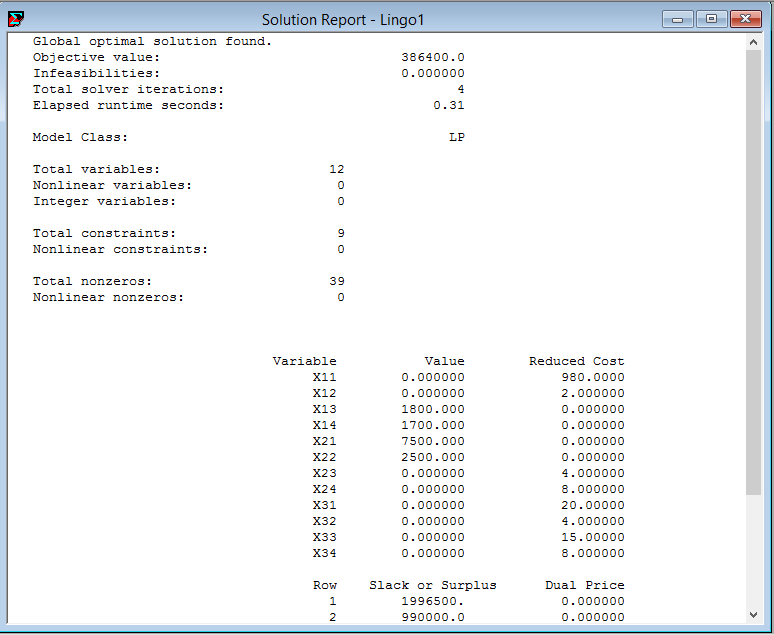 Solution Report - Lingo1
Global optimal solution found.
Objective value: 386400.0
Infeasibilities: 0.000000
Total solver iterations: 4
Elapsed runtime seconds: 0.31
Model Class: LP
Total variables: 12
Nonlinear variables: 0
Integer variables: 0
Total constraints: 9
Nonlinear constraints: 0
Total nonzeros: 39
Nonlinear nonzeros: 0
Variable Value Reduced Cost
X11 0.000000 980.0000
X12 0.000000 2.000000
X13 1800.000 0.000000
X14 1700.000 0.000000
X21 7500.000 0.000000
X22 2500.000 0.000000
X23 0.000000 4.000000
X24 0.000000 8.000000
X31 0.000000 20.00000
X32 0.000000 4.000000
X33 0.000000 15.00000
X34 0.000000 8.000000
Row Slack or Surplus Dual Price
1 1996500. 0.000000
2 990000.0 0.000000